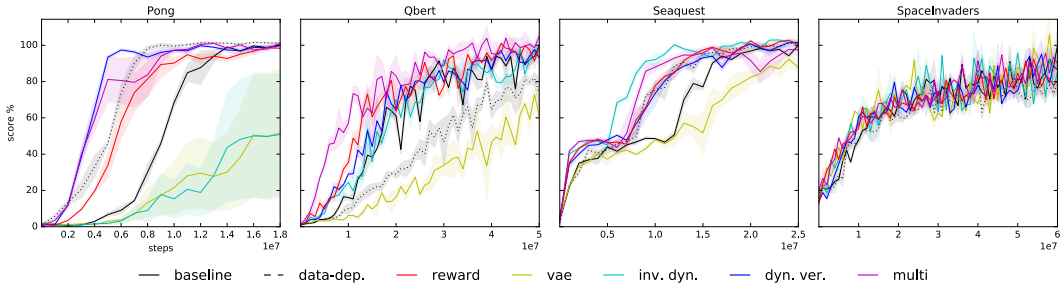 Pong Qbert Seaquest SpaceInvaders
score %
100
80
60
40
20
0
0.2 0.4 0.6 0.8 1.0 1.2 1.4 1.6 1.8 1 2 3 4 5 0.5 1.0 1.5 2.0 2.5 1 2 3 4 5 6
steps 1e7 1e7 1e7 1e7
baseline data-dep. reward vae inv. dyn. dyn. ver. multi